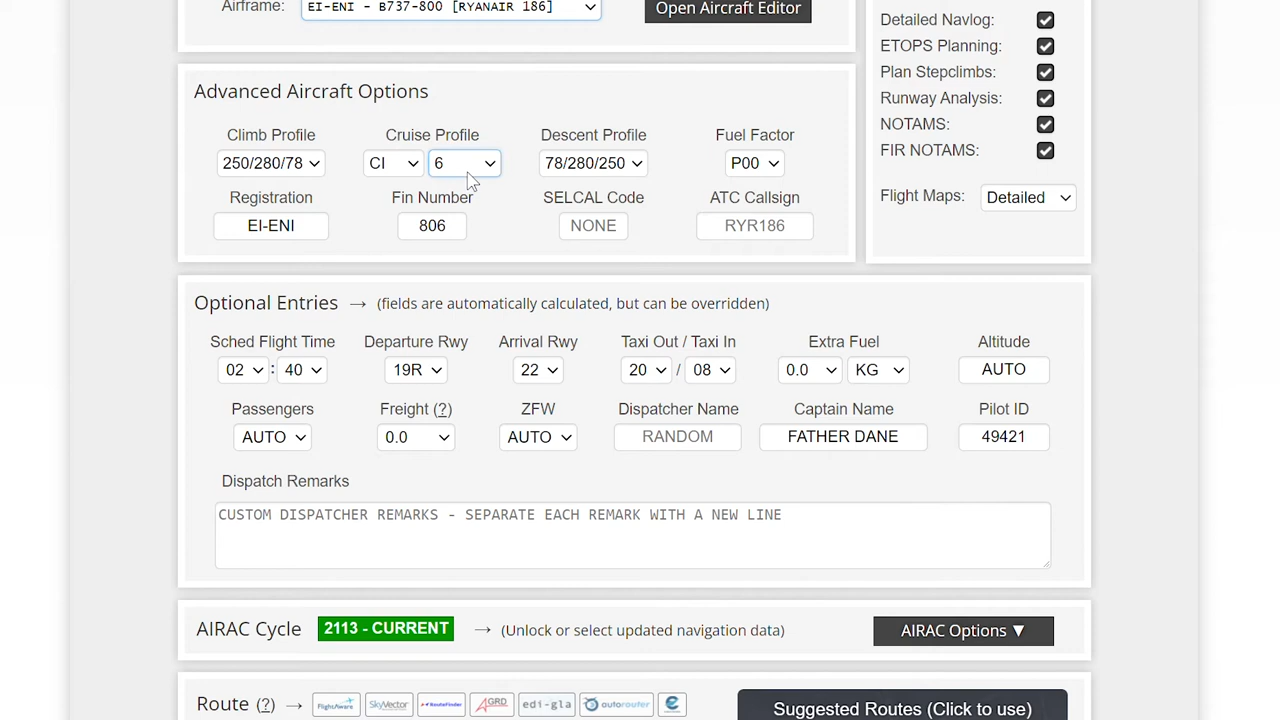 Airframe: EI-ENI - B737-800 [RYANAIR 186] Open Aircraft Editor
Detailed Navlog:
ETOPS Planning:
Plan Stepclimbs:
Runway Analysis:
NOTAMS:
FIR NOTAMS:
Flight Maps: Detailed
Advanced Aircraft Options
Climb Profile Cruise Profile Descent Profile Fuel Factor
250/280/78 CI 6 78/280/250 P00
Registration Fin Number SELCAL Code ATC Callsign
EI-ENI 806 NONE RYR186
Optional Entries → (fields are automatically calculated, but can be overridden)
Sched Flight Time Departure Rwy Arrival Rwy Taxi Out / Taxi In Extra Fuel Altitude
02 : 40 19R 22 20 / 08 0.0 KG AUTO
Passengers Freight (?) ZFW Dispatcher Name Captain Name Pilot ID
AUTO 0.0 AUTO RANDOM FATHER DANE 49421
Dispatch Remarks
CUSTOM DISPATCHER REMARKS - SEPARATE EACH REMARK WITH A NEW LINE
AIRAC Cycle 2113 - CURRENT → (Unlock or select updated navigation data) AIRAC Options ▼
Route (?) → FlightAware SkyVector RouteFinder AGRD edi-gla autorouter Suggested Routes (Click to use)